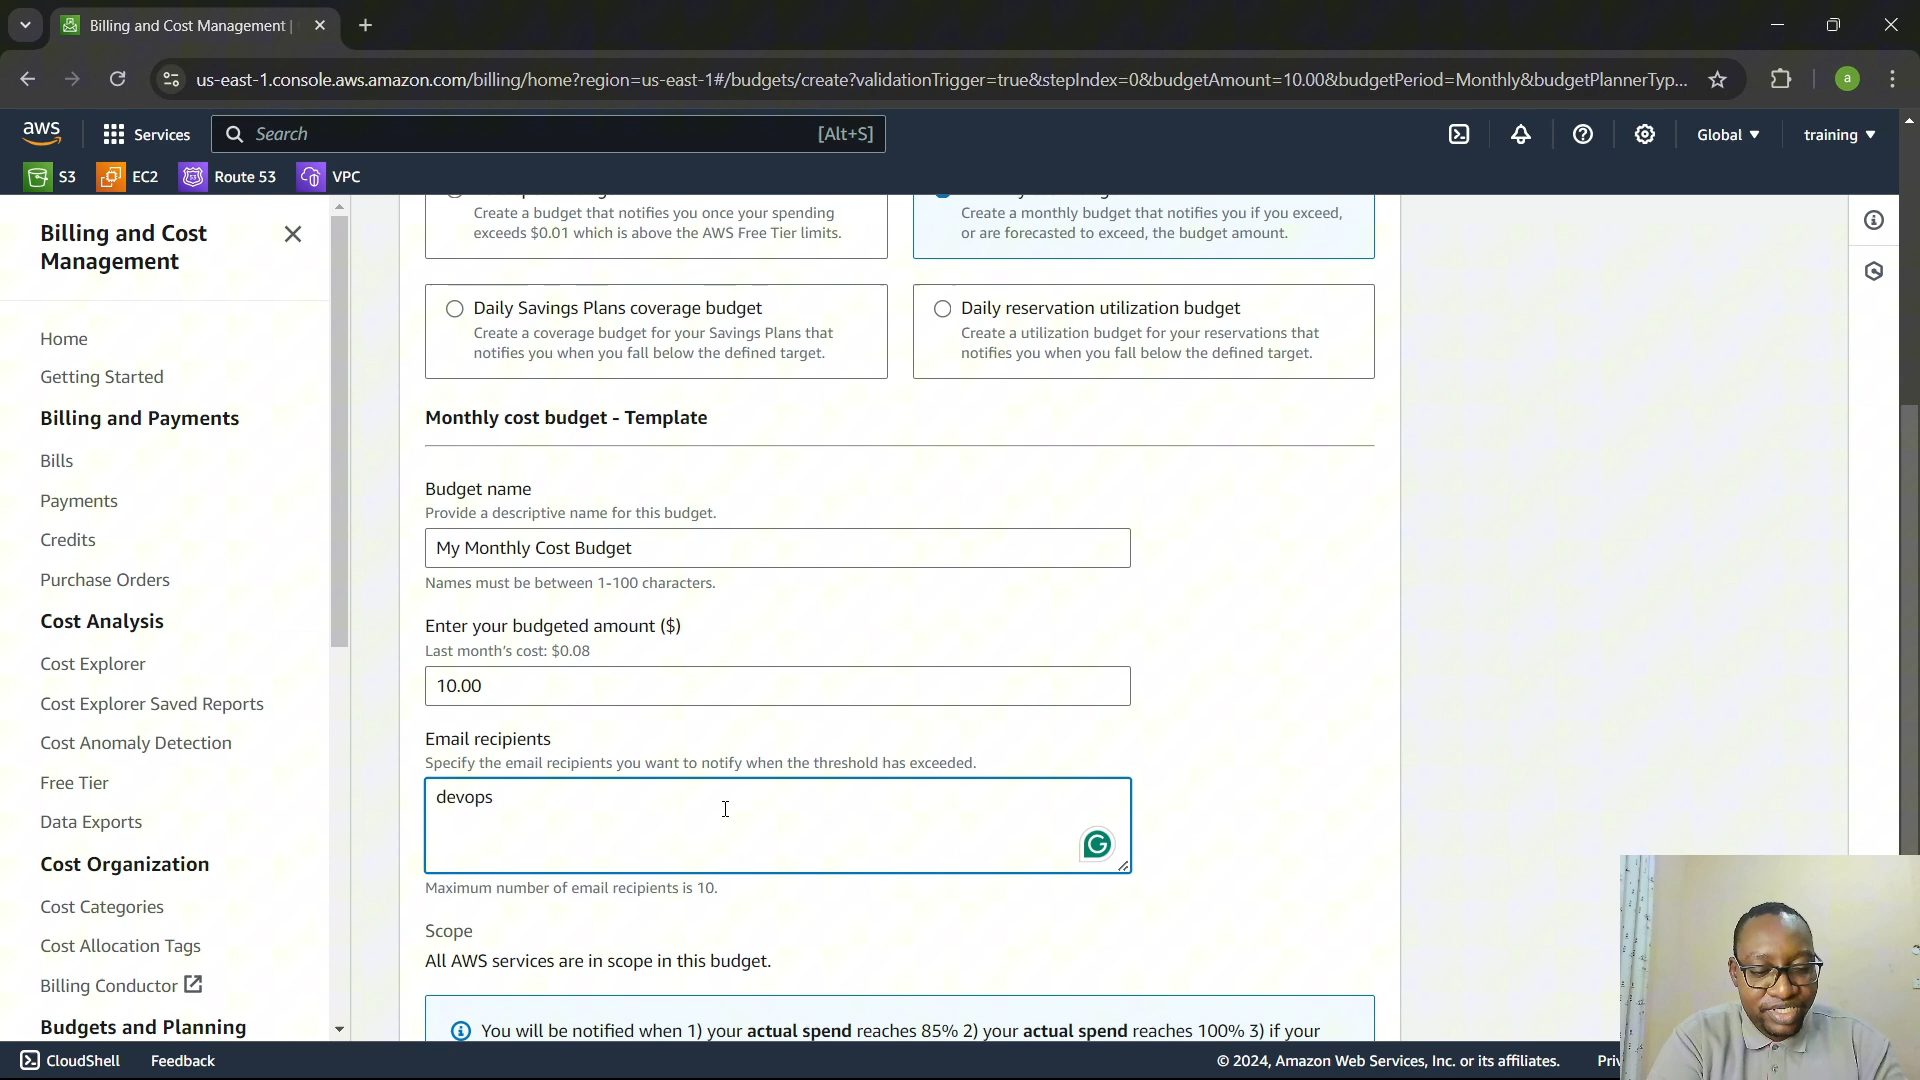 Billing and Cost Management |
us-east-1.console.aws.amazon.com/billing/home?region=us-east-1#/budgets/create?validationTrigger=true&stepIndex=0&budgetAmount=10.00&budgetPeriod=Monthly&budgetPlannerTyp...
a
aws
Services
Search
[Alt+S]
Global
training
S3
EC2
Route 53
VPC
Billing and Cost
Management
Home
Getting Started
Billing and Payments
Bills
Payments
Credits
Purchase Orders
Cost Analysis
Cost Explorer
Cost Explorer Saved Reports
Cost Anomaly Detection
Free Tier
Data Exports
Cost Organization
Cost Categories
Cost Allocation Tags
Billing Conductor
Budgets and Planning
Create a budget that notifies you once your spending
exceeds $0.01 which is above the AWS Free Tier limits.
Create a monthly budget that notifies you if you exceed,
or are forecasted to exceed, the budget amount.
Daily Savings Plans coverage budget
Create a coverage budget for your Savings Plans that
notifies you when you fall below the defined target.
Daily reservation utilization budget
Create a utilization budget for your reservations that
notifies you when you fall below the defined target.
Monthly cost budget - Template
Budget name
Provide a descriptive name for this budget.
My Monthly Cost Budget
Names must be between 1-100 characters.
Enter your budgeted amount ($)
Last month's cost: $0.08
10.00
Email recipients
Specify the email recipients you want to notify when the threshold has exceeded.
devops
Maximum number of email recipients is 10.
Scope
All AWS services are in scope in this budget.
You will be notified when 1) your actual spend reaches 85% 2) your actual spend reaches 100% 3) if your
CloudShell
Feedback
© 2024, Amazon Web Services, Inc. or its affiliates.